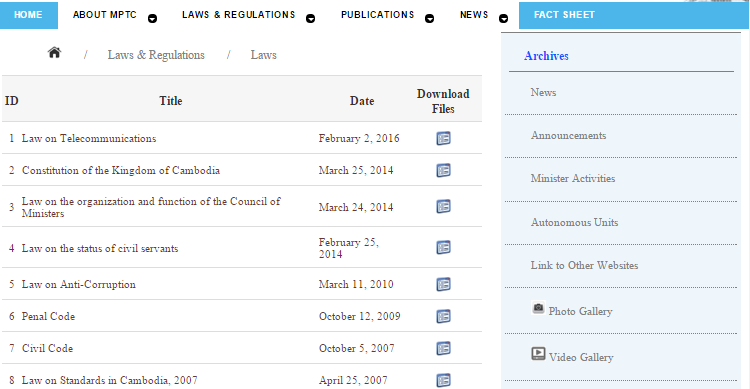 HOME ABOUT MPTC LAWS & REGULATIONS PUBLICATIONS NEWS FACT SHEET
/ Laws & Regulations / Laws
ID Title Date Download
Files
1 Law on Telecommunications February 2, 2016
2 Constitution of the Kingdom of Cambodia March 25, 2014
3 Law on the organization and function of the Council of
Ministers March 24, 2014
4 Law on the status of civil servants February 25,
2014
5 Law on Anti-Corruption March 11, 2010
6 Penal Code October 12, 2009
7 Civil Code October 5, 2007
8 Law on Standards in Cambodia, 2007 April 25, 2007
Archives
News
Announcements
Minister Activities
Autonomous Units
Link to Other Websites
Photo Gallery
Video Gallery